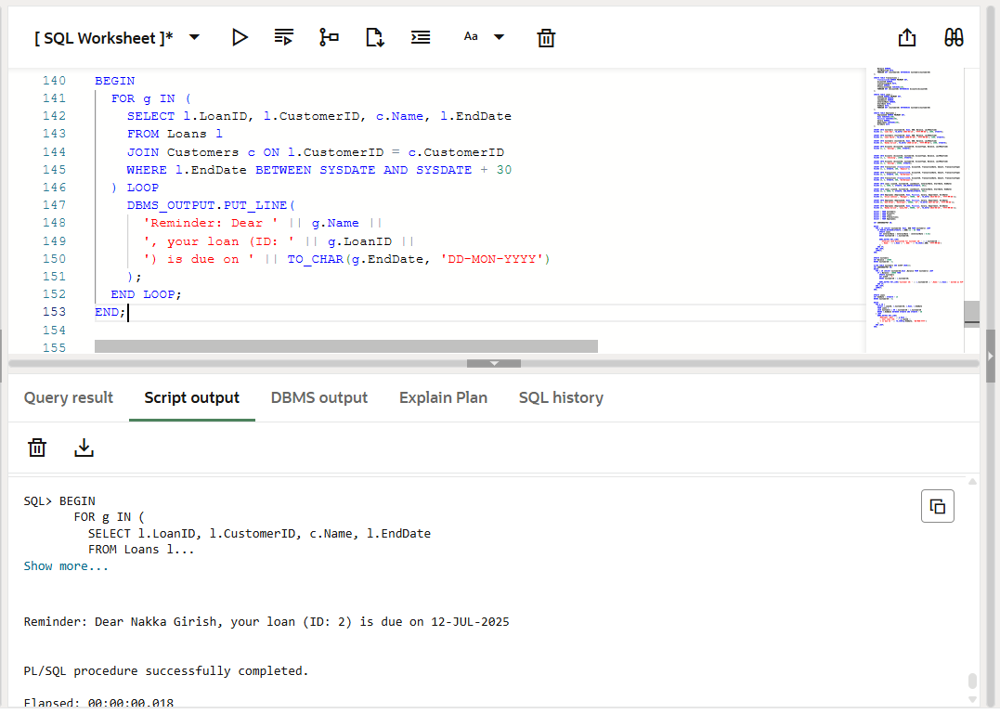 [ SQL Worksheet ]*
Aa
140 BEGIN
141 FOR g IN (
142 SELECT l.LoanID, l.CustomerID, c.Name, l.EndDate
143 FROM Loans l
144 JOIN Customers c ON l.CustomerID = c.CustomerID
145 WHERE l.EndDate BETWEEN SYSDATE AND SYSDATE + 30
146 ) LOOP
147 DBMS_OUTPUT.PUT_LINE(
148 'Reminder: Dear ' || g.Name ||
149 ', your loan (ID: ' || g.LoanID ||
150 ') is due on ' || TO_CHAR(g.EndDate, 'DD-MON-YYYY')
151 );
152 END LOOP;
153 END;
154
155
Query result Script output DBMS output Explain Plan SQL history
SQL> BEGIN
FOR g IN (
SELECT l.LoanID, l.CustomerID, c.Name, l.EndDate
FROM Loans l...
Show more...
Reminder: Dear Nakka Girish, your loan (ID: 2) is due on 12-JUL-2025
PL/SQL procedure successfully completed.
Elapsed: 00:00:00.018